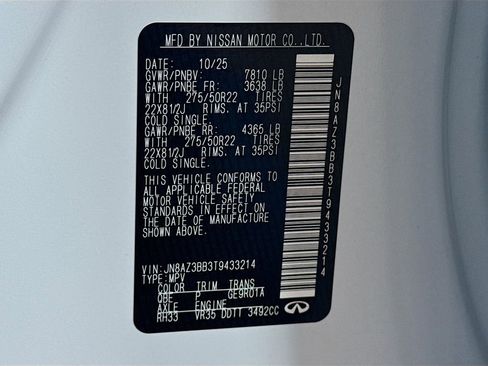 MFD BY NISSAN MOTOR CO.,LTD.
DATE: 10/25
GVWR/PNBV: 7810 LB
GAWR/PNBE FR: 3638 LB
WITH 275/50R22 TIRES
22X81/2J RIMS, AT 35PSI
COLD SINGLE.
GAWR/PNBE RR: 4365 LB
WITH 275/50R22 TIRES
22X81/2J RIMS, AT 35PSI
COLD SINGLE.
THIS VEHICLE CONFORMS TO
ALL APPLICABLE FEDERAL
MOTOR VEHICLE SAFETY
STANDARDS IN EFFECT ON
THE DATE OF MANUFACTURE
SHOWN ABOVE.
VIN: JN8AZ3BB3T9433214
TYPE: MPV
COLOR TRIM TRANS
QBE P GE9R01A
AXLE ENGINE
RH33 VR35 DDTT 3492CC
INFINITI
JN8AZ3BB3T9433214